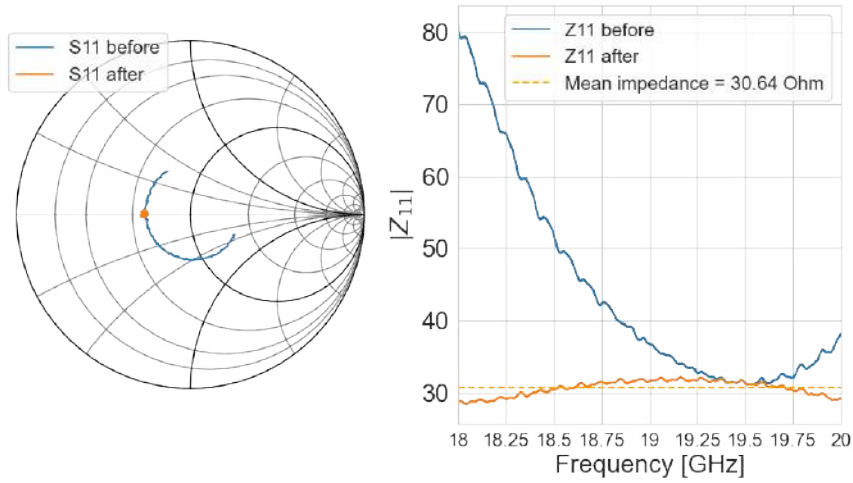 S11 before
S11 after
Z11 before
Z11 after
Mean impedance = 30.64 Ohm
|Z₁₁|
80
70
60
50
40
30
18 18.25 18.5 18.75 19 19.25 19.5 19.75 20
Frequency [GHz]